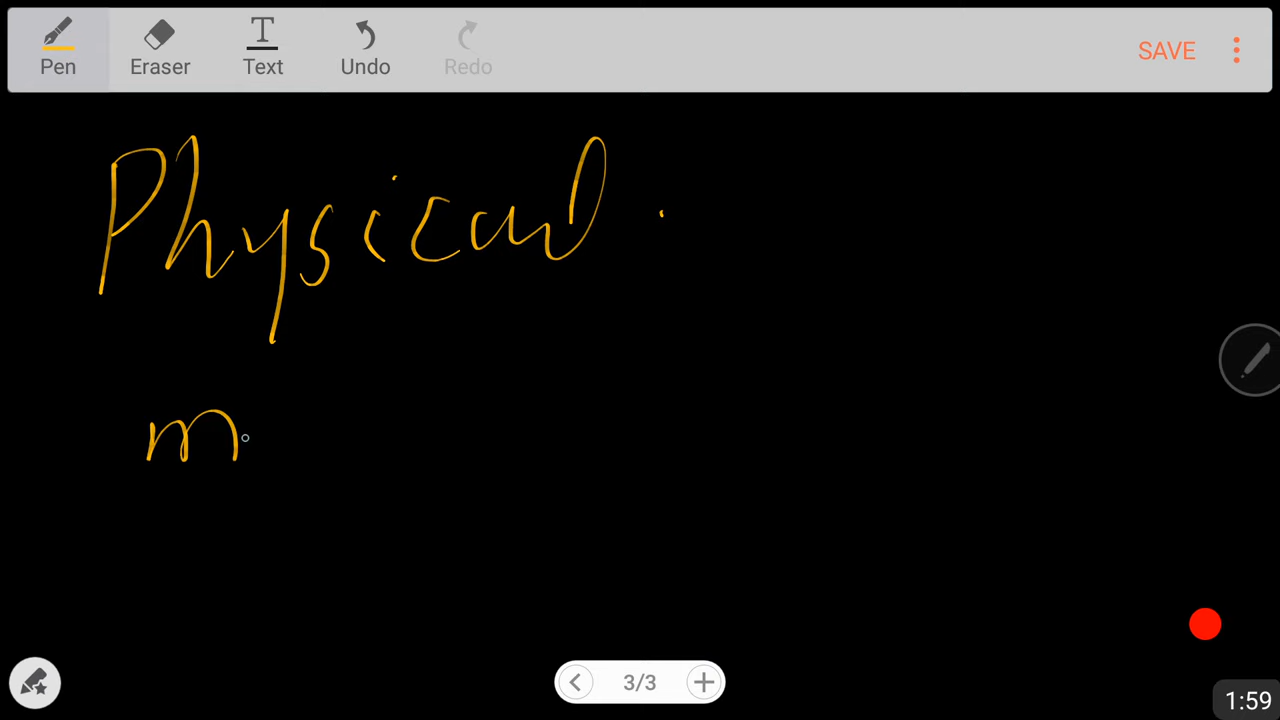 Pen Eraser Text Undo Redo SAVE
Physical .
m
3/3
1:59